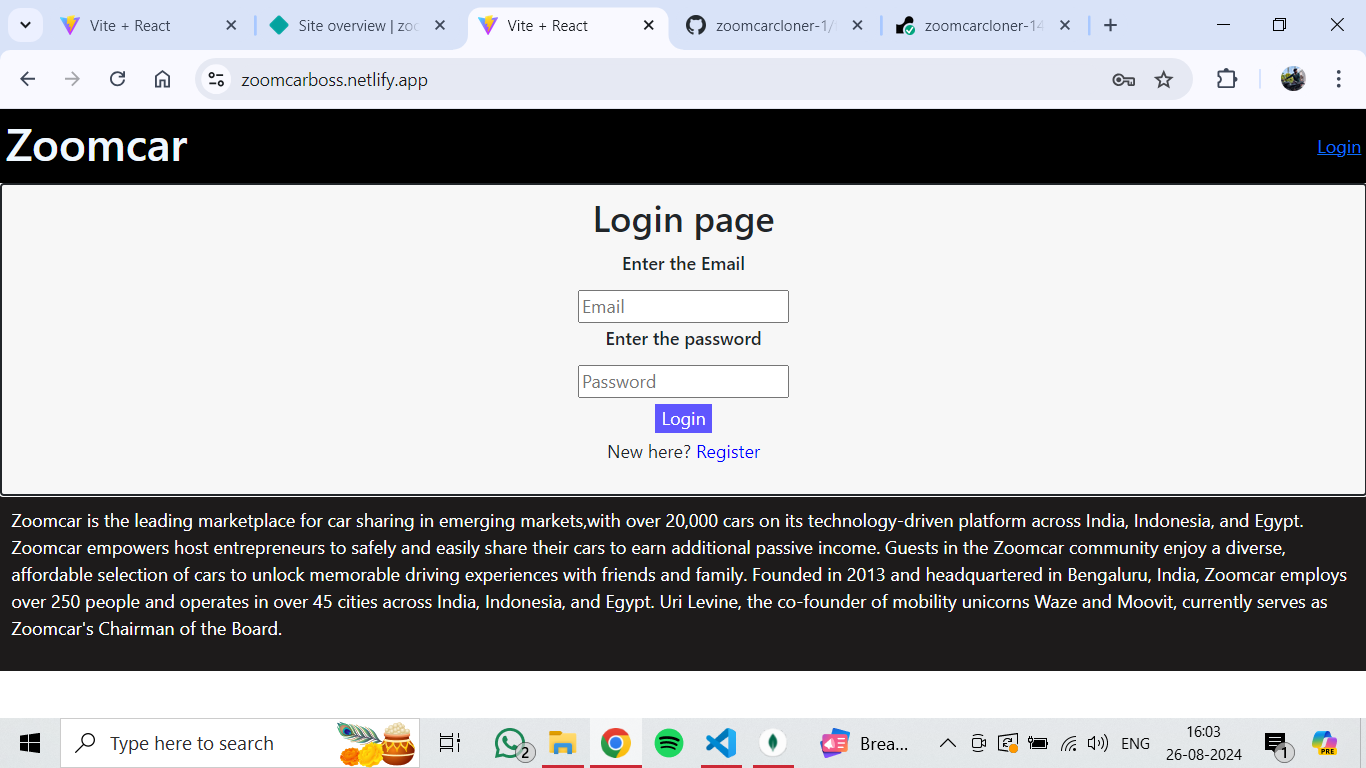 Vite + React
Site overview | zoc
Vite + React
zoomcarcloner-1/
zoomcarcloner-14
zoomcarboss.netlify.app
Zoomcar
Login
Login page
Enter the Email
Email
Enter the password
Password
Login
New here? Register
Zoomcar is the leading marketplace for car sharing in emerging markets,with over 20,000 cars on its technology-driven platform across India, Indonesia, and Egypt.
Zoomcar empowers host entrepreneurs to safely and easily share their cars to earn additional passive income. Guests in the Zoomcar community enjoy a diverse,
affordable selection of cars to unlock memorable driving experiences with friends and family. Founded in 2013 and headquartered in Bengaluru, India, Zoomcar employs
over 250 people and operates in over 45 cities across India, Indonesia, and Egypt. Uri Levine, the co-founder of mobility unicorns Waze and Moovit, currently serves as
Zoomcar's Chairman of the Board.
Type here to search
2
Brea...
ENG
16:03
26-08-2024
1
PRE